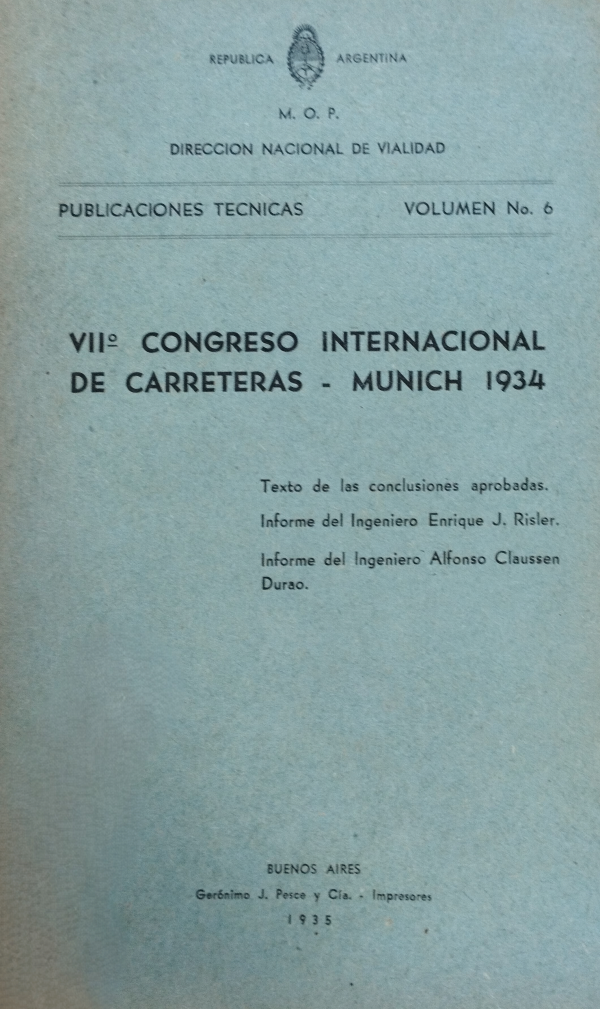 REPUBLICA ARGENTINA
M. O. P.
DIRECCION NACIONAL DE VIALIDAD
PUBLICACIONES TECNICAS VOLUMEN No. 6
VIIº CONGRESO INTERNACIONAL
DE CARRETERAS - MUNICH 1934
Texto de las conclusiones aprobadas.
Informe del Ingeniero Enrique J. Risler.
Informe del Ingeniero Alfonso Claussen
Durao.
BUENOS AIRES
Gerónimo J. Pesce y Cía. - Impresores
1935